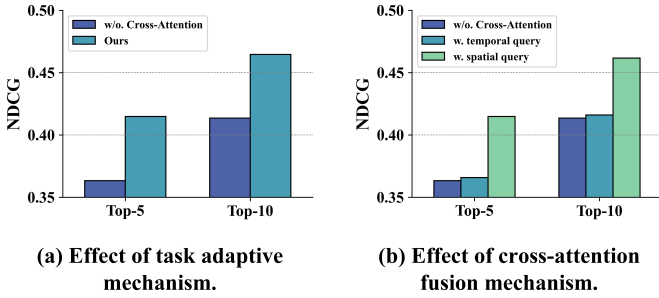 NDCG
0.50
0.45
0.40
0.35
w/o. Cross-Attention
Ours
Top-5
Top-10
(a) Effect of task adaptive
mechanism.
NDCG
0.50
0.45
0.40
0.35
w/o. Cross-Attention
w. temporal query
w. spatial query
Top-5
Top-10
(b) Effect of cross-attention
fusion mechanism.